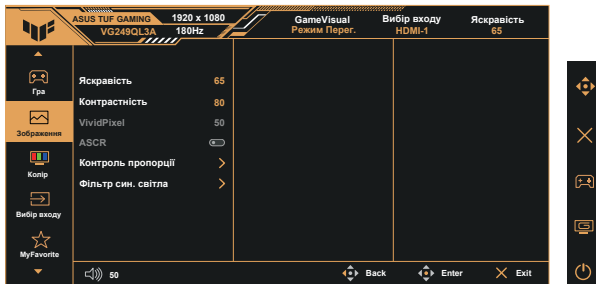 ASUS TUF GAMING 1920 x 1080
VG249QL3A 180Hz
GameVisual
Режим Перег.
Вибір входу
HDMI-1
Яскравість
65
Гра
Зображення
Колір
Вибір входу
MyFavorite
Яскравість 65
Контрастність 80
VividPixel 50
ASCR
Контроль пропорції
Фільтр син. світла
50 Back Enter Exit